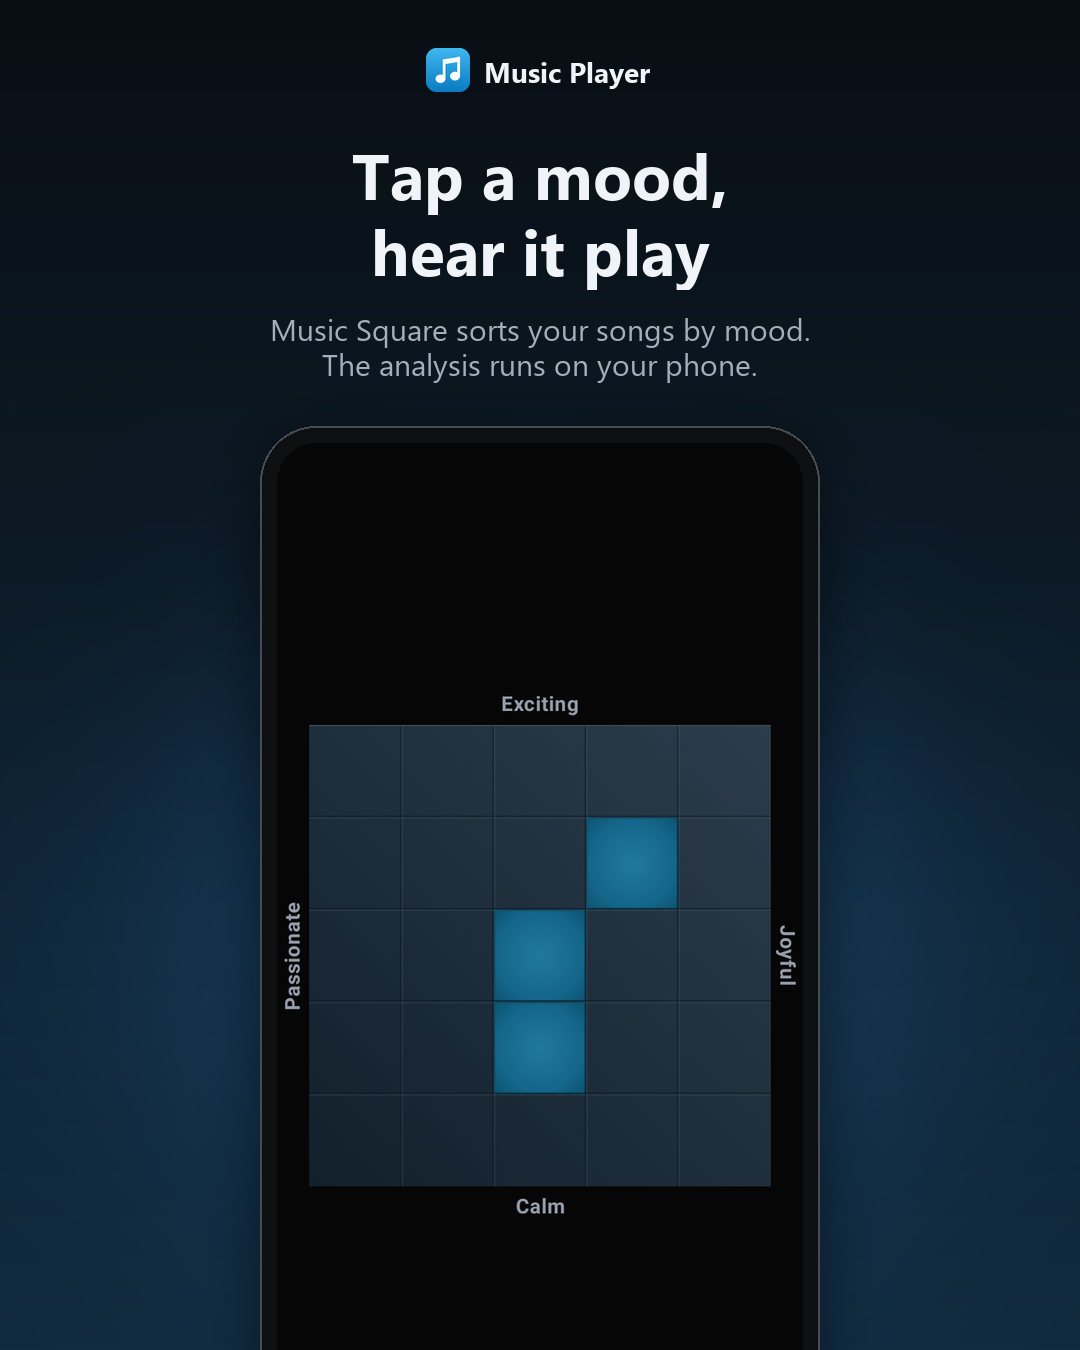 Music Player
Tap a mood,
hear it play
Music Square sorts your songs by mood.
The analysis runs on your phone.
Exciting
Passionate
Joyful
Calm